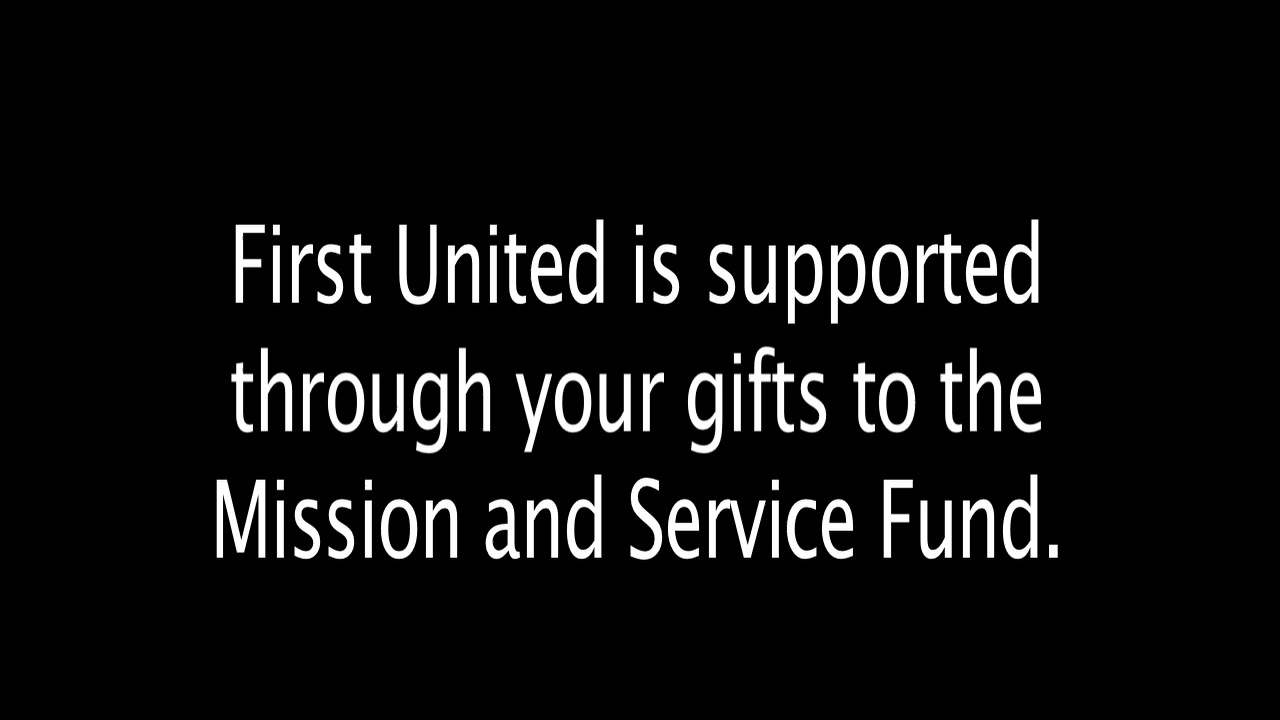 First United is supported
through your gifts to the
Mission and Service Fund.